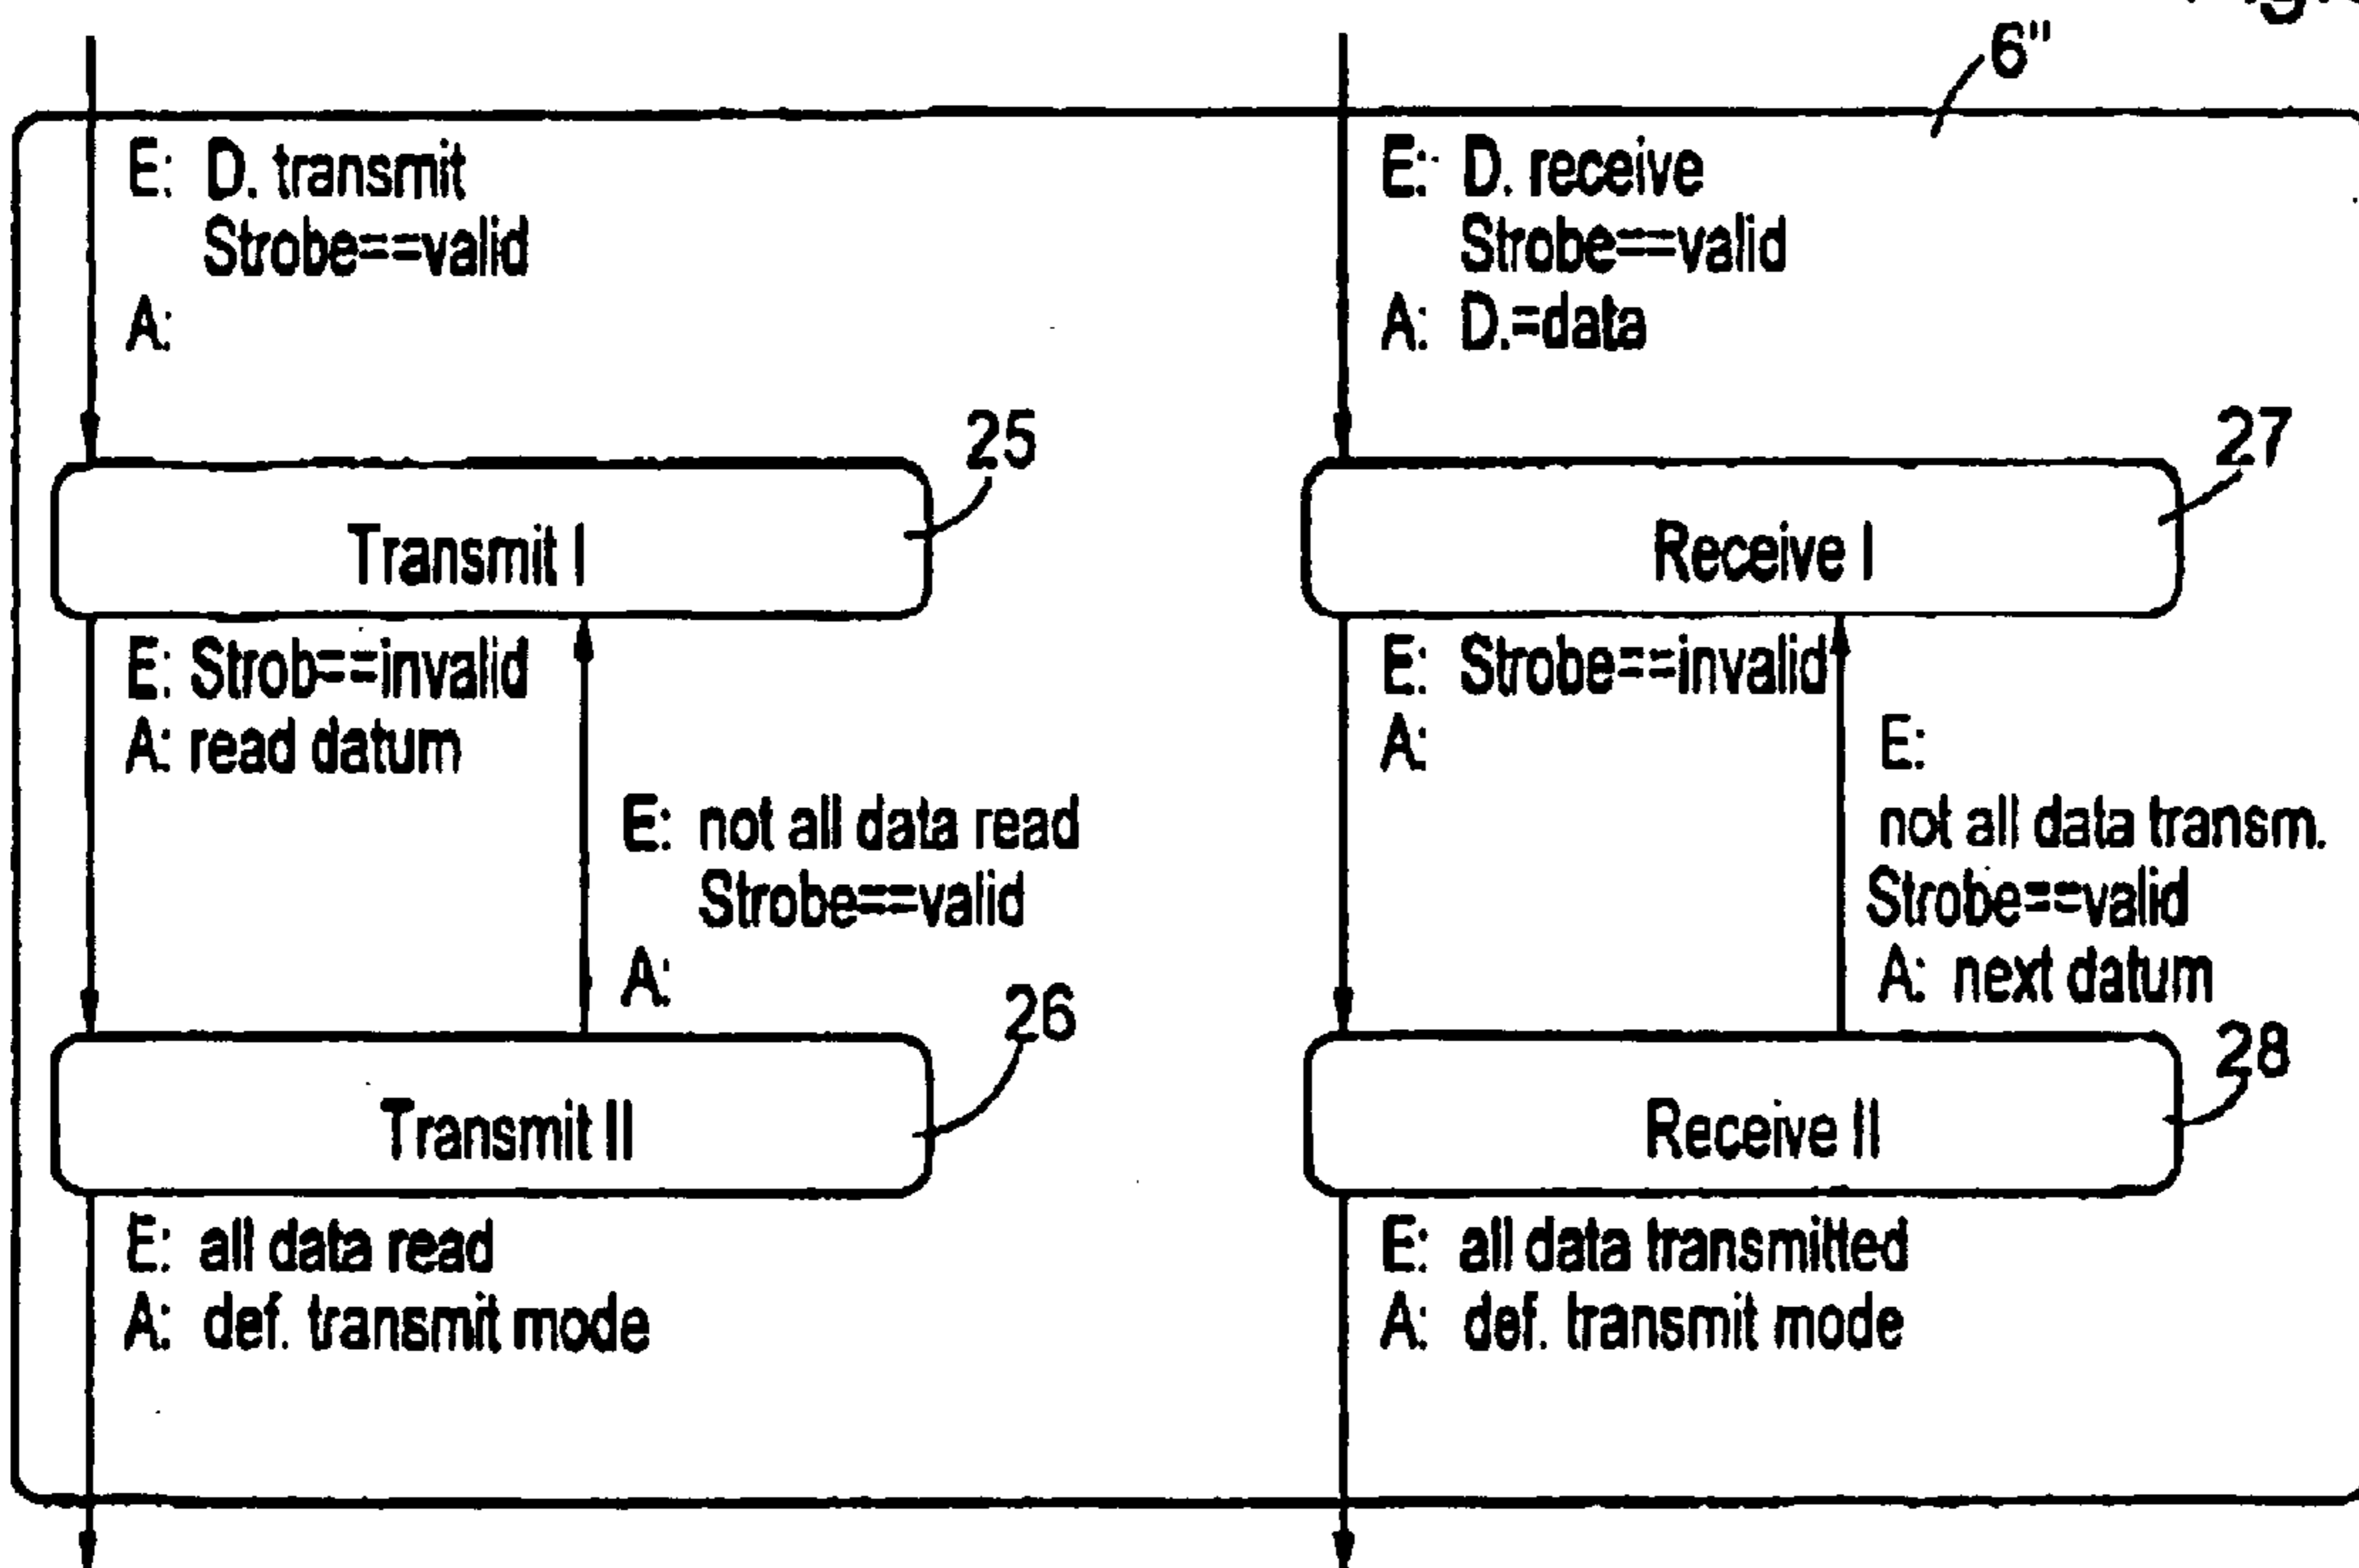 6"
E: D. transmit
Strobe==valid
A:
E: D. receive
Strobe==valid
A: D.=data
25
Transmit I
27
Receive I
E: Strob==invalid
A: read datum
E: not all data read
Strobe==valid
A:
E: Strobe==invalid
A:
E:
not all data transm.
Strobe==valid
A: next datum
26
Transmit II
28
Receive II
E: all data read
A: def. transmit mode
E: all data transmitted
A: def. transmit mode